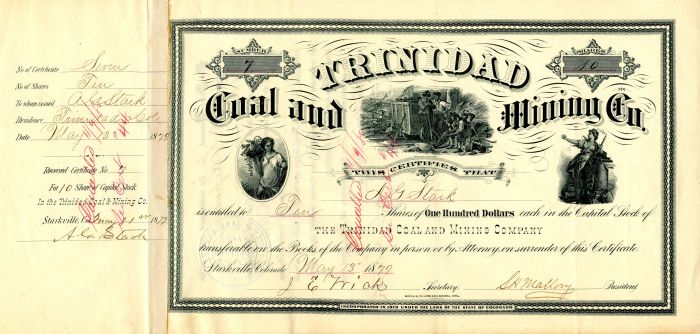 No of Certificate Seven
No of Shares Ten
To whom issued A G Stark
Residence Trinidad Colo
Date May 13 1879
Received Certificate No 7
For 10 Shares Capital Stock
In the Trinidad Coal & Mining Co.
Starkville, 1879
A G Stark
NUMBER
7
SHARES
10
TRINIDAD
Coal and Mining Co.
THIS CERTIFIES THAT
A G Stark
is entitled to Ten Shares of One Hundred Dollars each in the Capital Stock of
THE TRINIDAD COAL AND MINING COMPANY
transferable on the Books of the Company in person or by Attorney, on surrender of this Certificate.
Starkville, Colorado May 13th 1879
J E Frick Secretary. S H Mallory President
INCORPORATED IN 1879 UNDER THE LAWS OF THE STATE OF COLORADO.